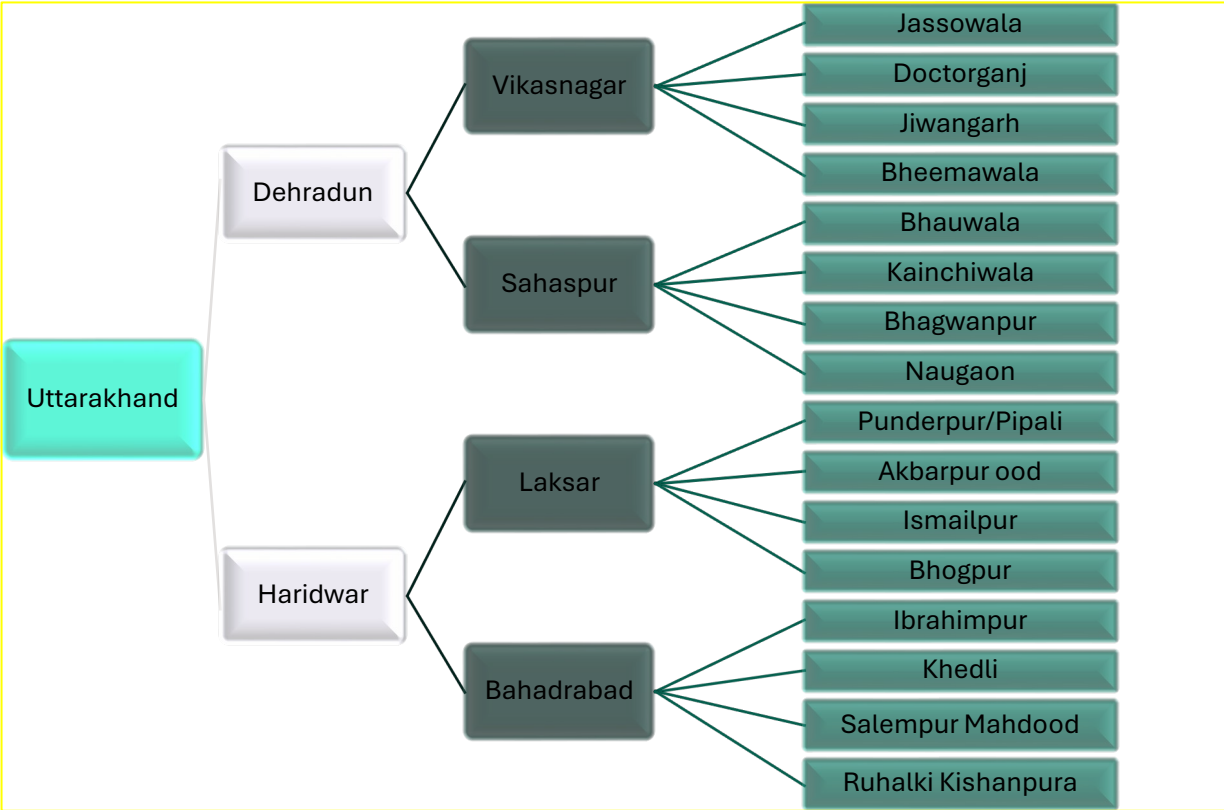 Uttarakhand
Dehradun
Vikasnagar
Jassowala
Doctorganj
Jiwangarh
Bheemawala
Sahaspur
Bhauwala
Kainchiwala
Bhagwanpur
Naugaon
Haridwar
Laksar
Punderpur/Pipali
Akbarpur ood
Ismailpur
Bhogpur
Bahadrabad
Ibrahimpur
Khedli
Salempur Mahdood
Ruhalki Kishanpura